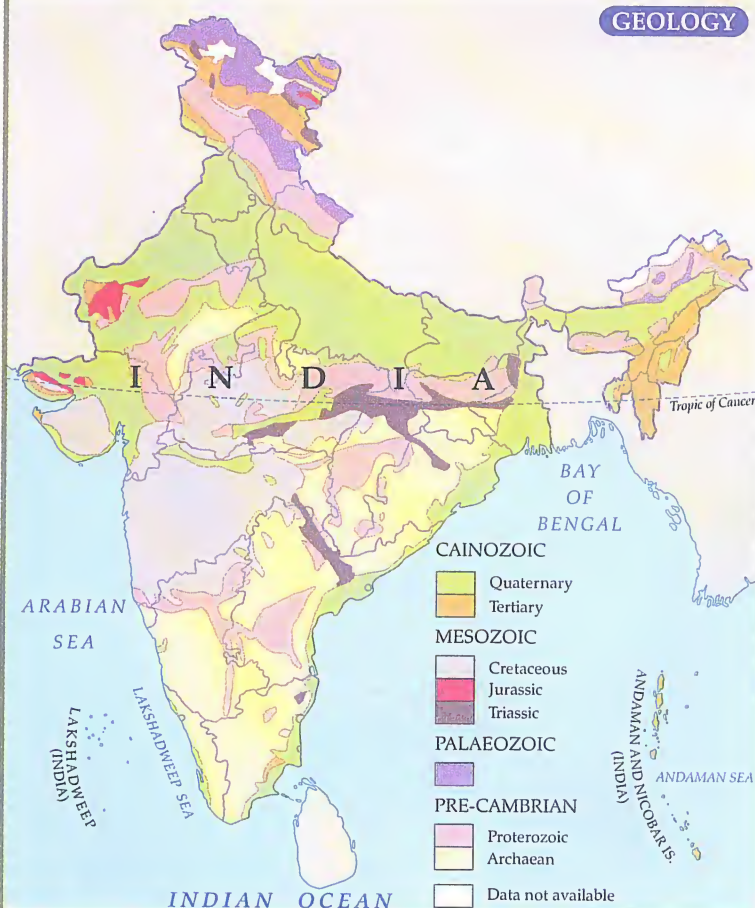 GEOLOGY
INDIA
Tropic of Cancer
BAY
OF
BENGAL
ARABIAN
SEA
LAKSHADWEEP SEA
LAKSHADWEEP
(INDIA)
INDIAN OCEAN
ANDAMAN AND NICOBAR IS.
(INDIA)
ANDAMAN SEA
CAINOZOIC
Quaternary
Tertiary
MESOZOIC
Cretaceous
Jurassic
Triassic
PALAEOZOIC
PRE-CAMBRIAN
Proterozoic
Archaean
Data not available